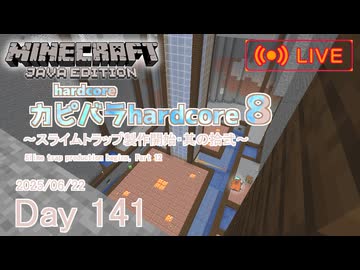 MINECRAFT
JAVA EDITION
LIVE
hardcore
カピバラhardcore 8
～スライムトラップ製作開始・其の拾弐～
Slime trap production begins, Part 12
2025/06/22
Day 141